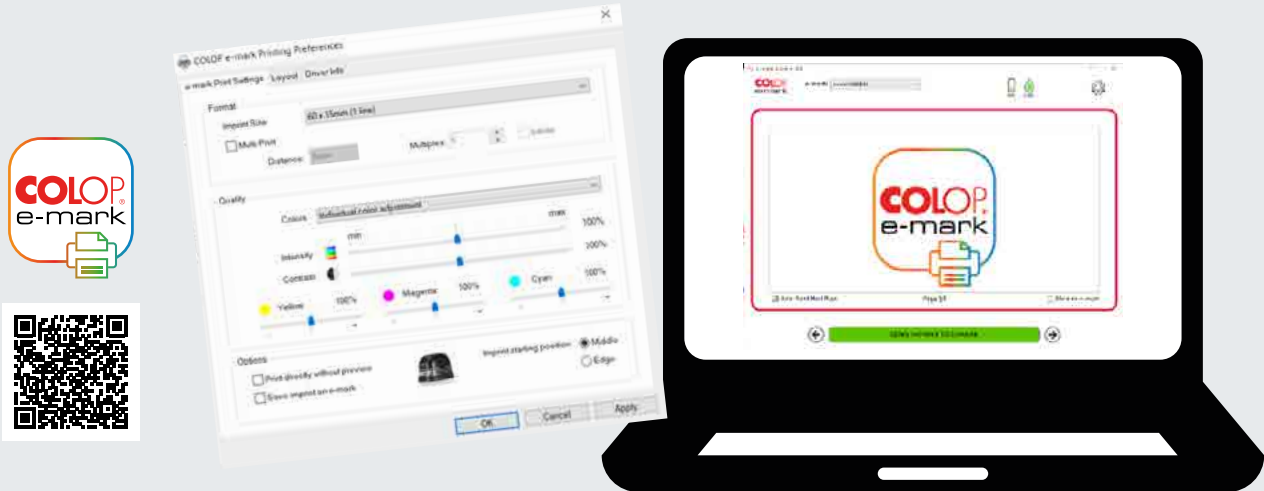 COLOP
e-mark
COLOP e-mark Printing Preferences
e-mark Print Settings Layout Driver Info
Format
Imprint Size 60 x 15mm (1 line)
Multi Print
Distance: Multiplier:
Quality
Colors Individual color adjustment
min max
Intensity 100%
Contrast 100%
Yellow 100% Magenta 100% Cyan 100%
Options
Print directly without preview
Save imprint on e-mark
Imprint starting position Middle
Edge
OK Cancel Apply
COLOP
e-mark
COLOP
e-mark